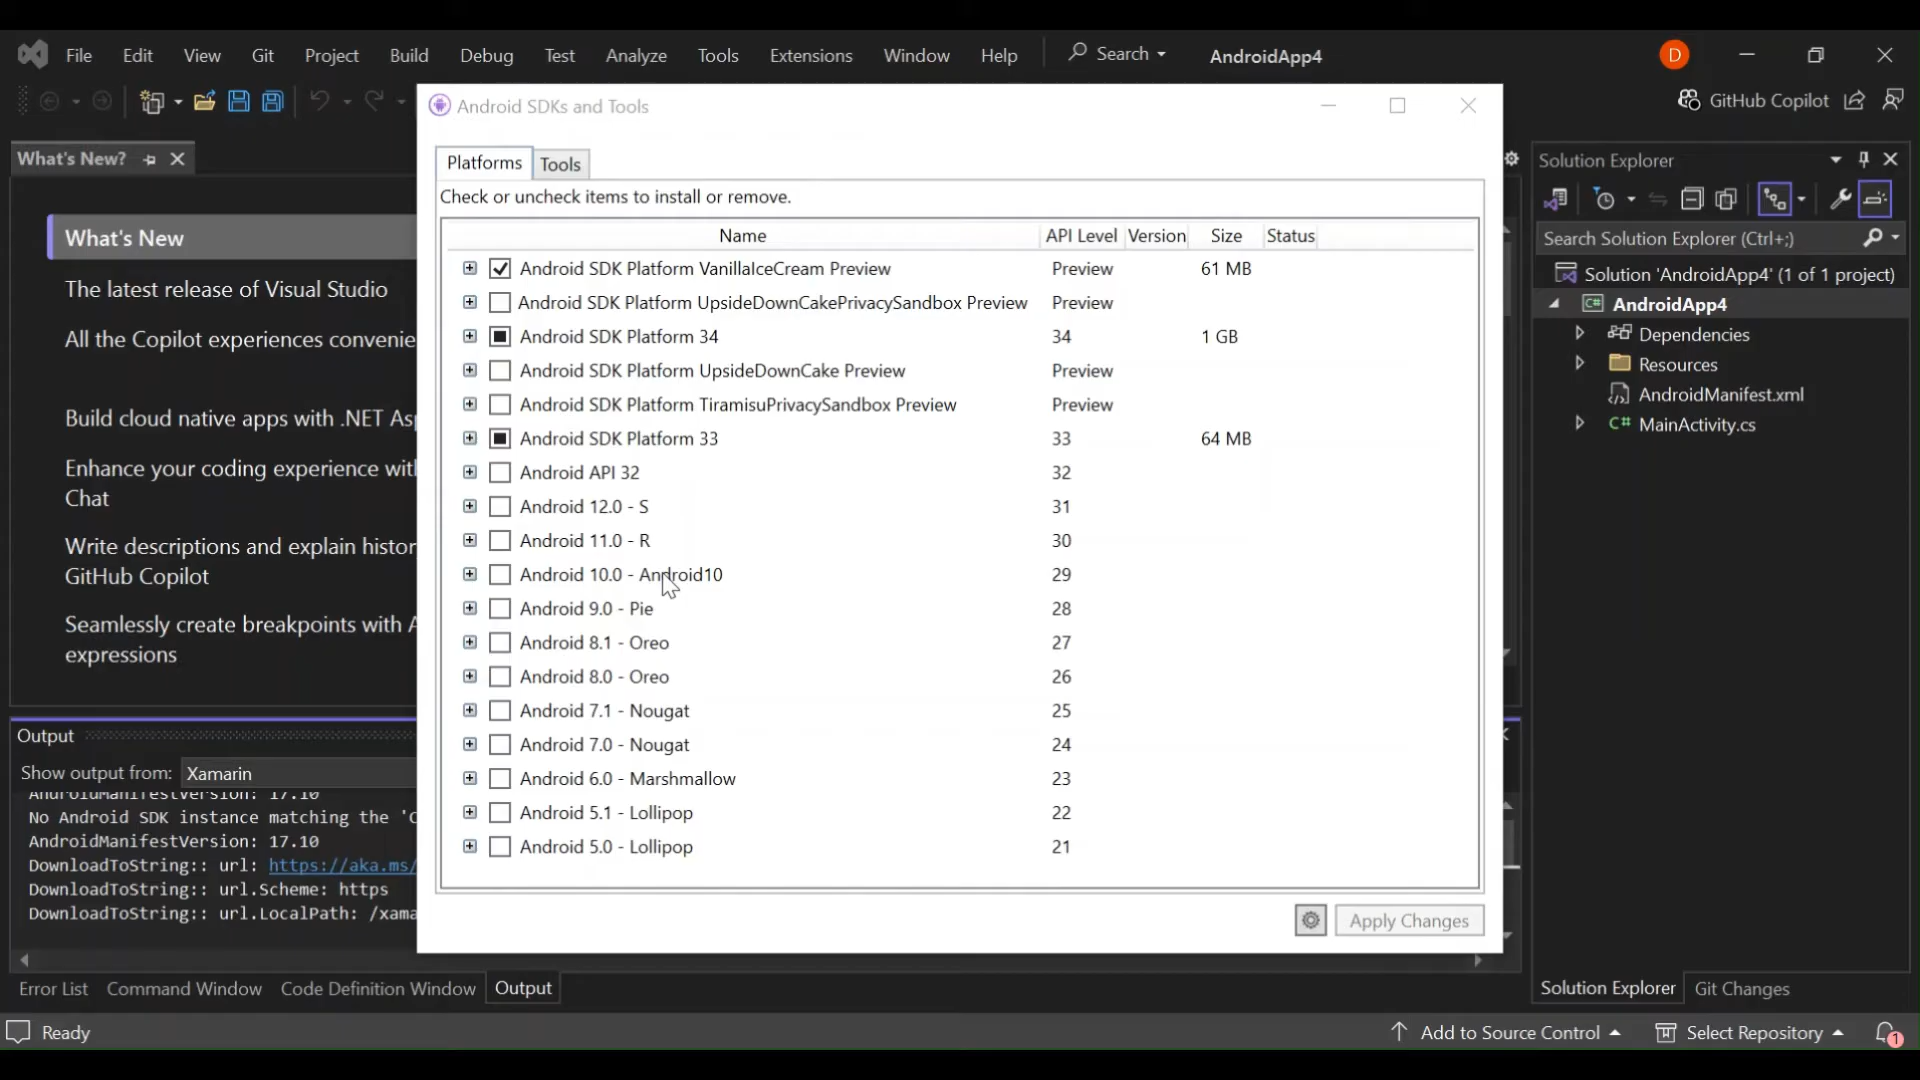 File Edit View Git Project Build Debug Test Analyze Tools Extensions Window Help Search AndroidApp4 D
GitHub Copilot
What's New?
What's New
The latest release of Visual Studio
All the Copilot experiences convenie
Build cloud native apps with .NET Asp
Enhance your coding experience with
Chat
Write descriptions and explain histor
GitHub Copilot
Seamlessly create breakpoints with A
expressions
Output
Show output from: Xamarin
AndroidManifestVersion: 17.10
No Android SDK instance matching the 'C
AndroidManifestVersion: 17.10
DownloadToString:: url: https://aka.ms/
DownloadToString:: url.Scheme: https
DownloadToString:: url.LocalPath: /xama
Error List Command Window Code Definition Window Output
Android SDKs and Tools
Platforms Tools
Check or uncheck items to install or remove.
Name API Level Version Size Status
Android SDK Platform VanillaIceCream Preview Preview 61 MB
Android SDK Platform UpsideDownCakePrivacySandbox Preview Preview
Android SDK Platform 34 34 1 GB
Android SDK Platform UpsideDownCake Preview Preview
Android SDK Platform TiramisuPrivacySandbox Preview Preview
Android SDK Platform 33 33 64 MB
Android API 32 32
Android 12.0 - S 31
Android 11.0 - R 30
Android 10.0 - Android10 29
Android 9.0 - Pie 28
Android 8.1 - Oreo 27
Android 8.0 - Oreo 26
Android 7.1 - Nougat 25
Android 7.0 - Nougat 24
Android 6.0 - Marshmallow 23
Android 5.1 - Lollipop 22
Android 5.0 - Lollipop 21
Apply Changes
Solution Explorer
Search Solution Explorer (Ctrl+;)
Solution 'AndroidApp4' (1 of 1 project)
C# AndroidApp4
Dependencies
Resources
AndroidManifest.xml
C# MainActivity.cs
Solution Explorer Git Changes
Ready Add to Source Control Select Repository 1